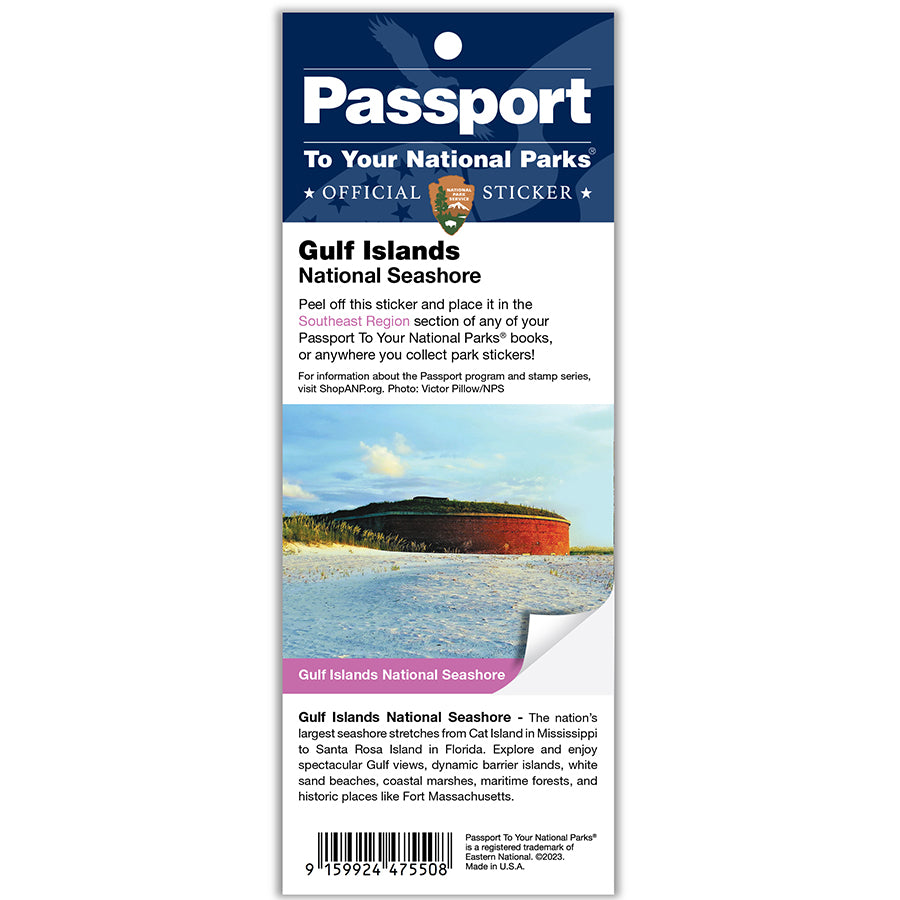 Passport
To Your National Parks®
★ OFFICIAL STICKER ★
NATIONAL
PARK
SERVICE
Gulf Islands
National Seashore
Peel off this sticker and place it in the
Southeast Region section of any of your
Passport To Your National Parks® books,
or anywhere you collect park stickers!
For information about the Passport program and stamp series,
visit ShopANP.org. Photo: Victor Pillow/NPS
Gulf Islands National Seashore
Gulf Islands National Seashore - The nation's
largest seashore stretches from Cat Island in Mississippi
to Santa Rosa Island in Florida. Explore and enjoy
spectacular Gulf views, dynamic barrier islands, white
sand beaches, coastal marshes, maritime forests, and
historic places like Fort Massachusetts.
9 159924 475508
Passport To Your National Parks®
is a registered trademark of
Eastern National. ©2023.
Made in U.S.A.